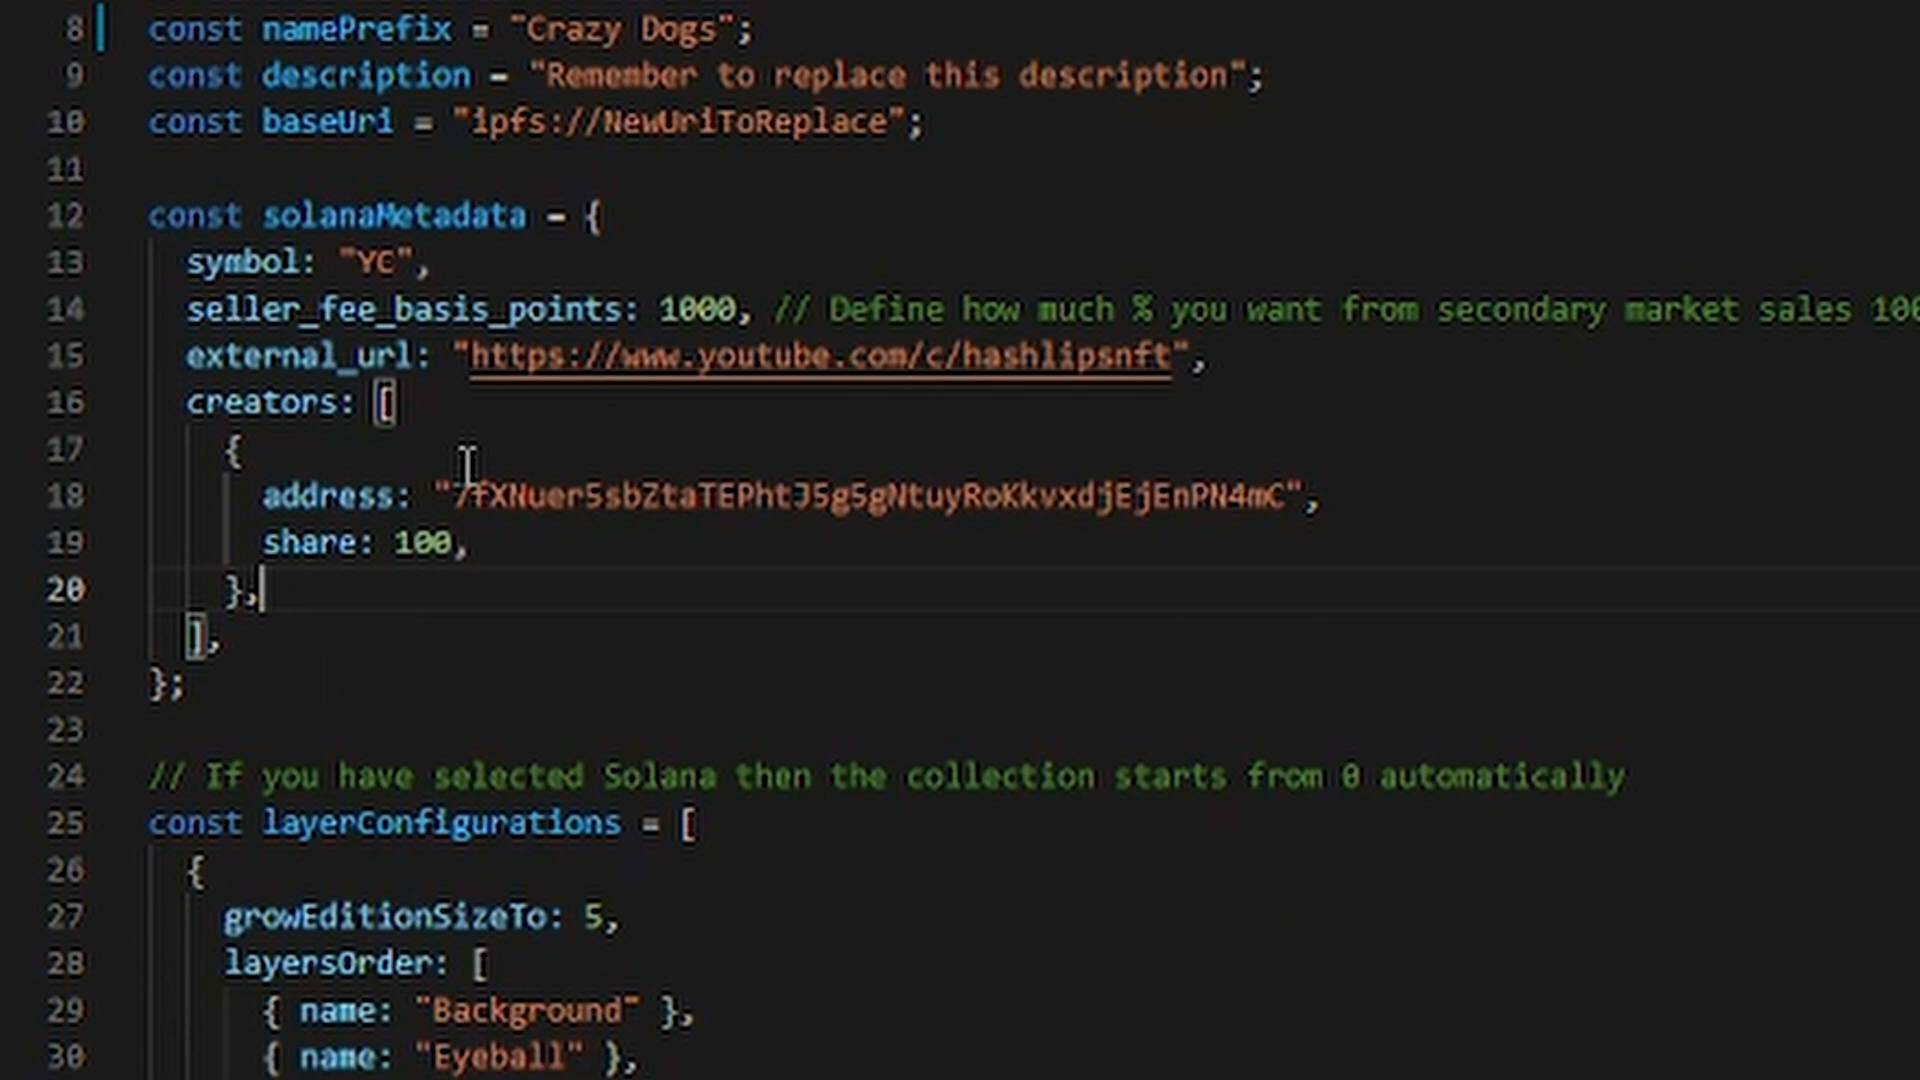 8 const namePrefix = "Crazy Dogs";
9 const description = "Remember to replace this description";
10 const baseUri = "ipfs://NewUriToReplace";
11
12 const solanaMetadata = {
13 symbol: "YC",
14 seller_fee_basis_points: 1000, // Define how much % you want from secondary market sales 100
15 external_url: "https://www.youtube.com/c/hashlipsnft",
16 creators: [
17 {
18 address: "7fXNuer5sbZtaTEPhtJ5g5gNtuyRoKkvxdjEjEnPN4mC",
19 share: 100,
20 },
21 ],
22 };
23
24 // If you have selected Solana then the collection starts from 0 automatically
25 const layerConfigurations = [
26 {
27 growEditionSizeTo: 5,
28 layersOrder: [
29 { name: "Background" },
30 { name: "Eyeball" },